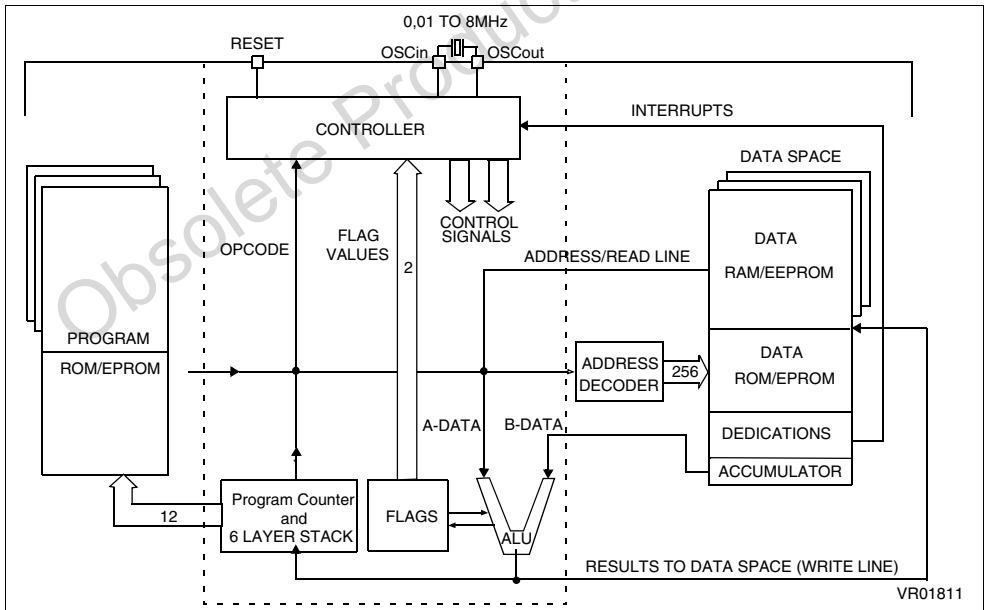 0,01 TO 8MHz
RESET
OSCin
OSCout
INTERRUPTS
CONTROLLER
DATA SPACE
CONTROL
SIGNALS
OPCODE
FLAG
VALUES
2
ADDRESS/READ LINE
DATA
RAM/EEPROM
PROGRAM
ROM/EPROM
ADDRESS
DECODER
256
DATA
ROM/EPROM
A-DATA
B-DATA
DEDICATIONS
ACCUMULATOR
12
Program Counter
and
6 LAYER STACK
FLAGS
ALU
RESULTS TO DATA SPACE (WRITE LINE)
VR01811
Obsolete Produc